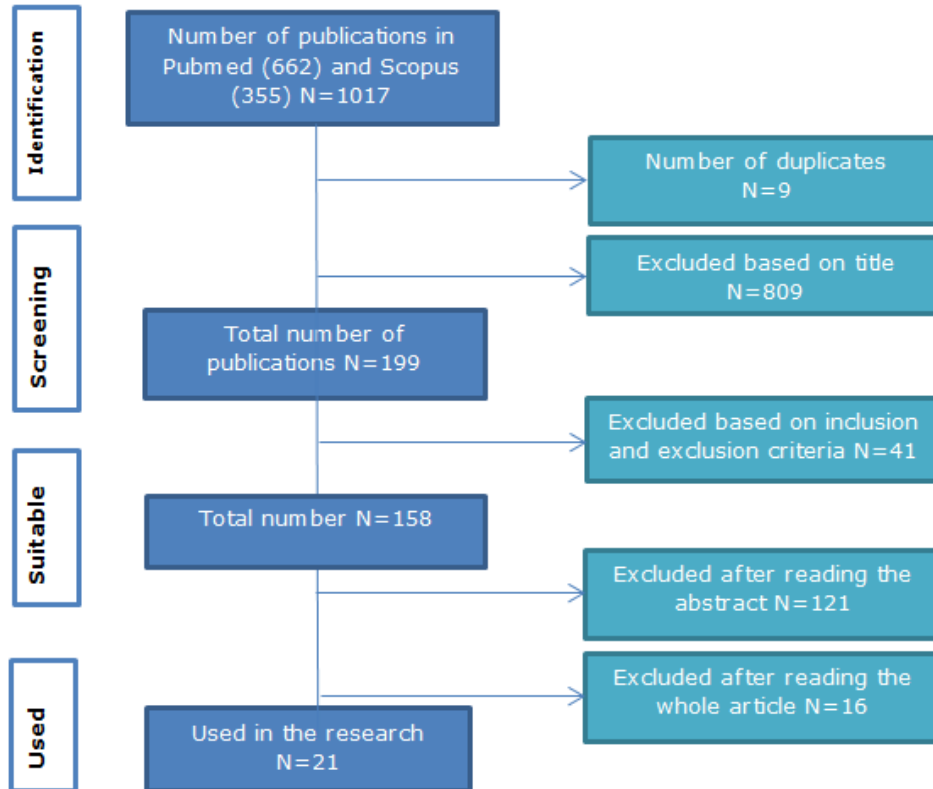 Identification
Number of publications in
Pubmed (662) and Scopus
(355) N=1017
Number of duplicates
N=9
Screening
Excluded based on title
N=809
Total number of
publications N=199
Excluded based on inclusion
and exclusion criteria N=41
Suitable
Total number N=158
Excluded after reading the
abstract N=121
Used
Excluded after reading the
whole article N=16
Used in the research
N=21